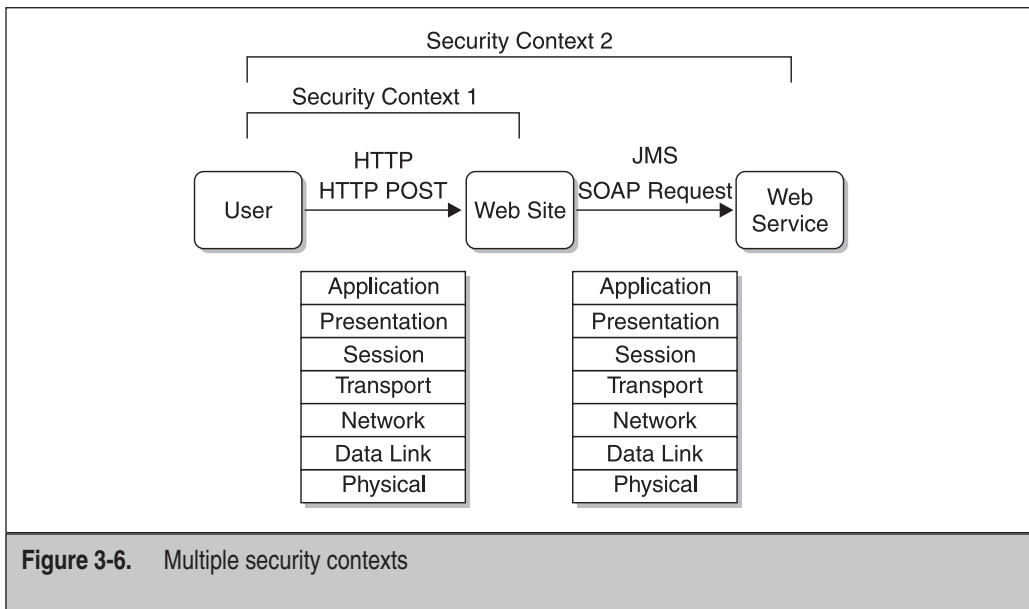 Security Context 2
Security Context 1
HTTP
HTTP POST
JMS
SOAP Request
User
Web Site
Web
Service
Application
Presentation
Session
Transport
Network
Data Link
Physical
Application
Presentation
Session
Transport
Network
Data Link
Physical
Figure 3-6. Multiple security contexts